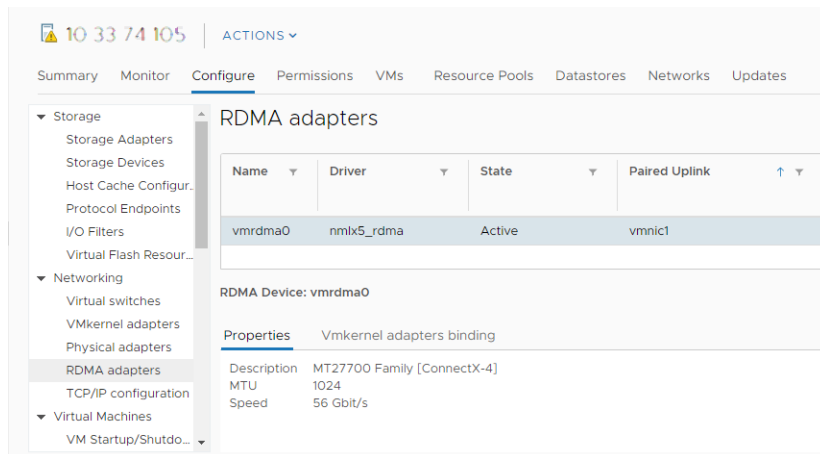 10 33 74 105 ACTIONS
Summary Monitor Configure Permissions VMs Resource Pools Datastores Networks Updates
Storage
Storage Adapters
Storage Devices
Host Cache Configur..
Protocol Endpoints
I/O Filters
Virtual Flash Resour...
Networking
Virtual switches
VMkernel adapters
Physical adapters
RDMA adapters
TCP/IP configuration
Virtual Machines
VM Startup/Shutdo...
RDMA adapters
Name Driver State Paired Uplink
vmrdma0 nmlx5_rdma Active vmnic1
RDMA Device: vmrdma0
Properties Vmkernel adapters binding
Description MT27700 Family [ConnectX-4]
MTU 1024
Speed 56 Gbit/s